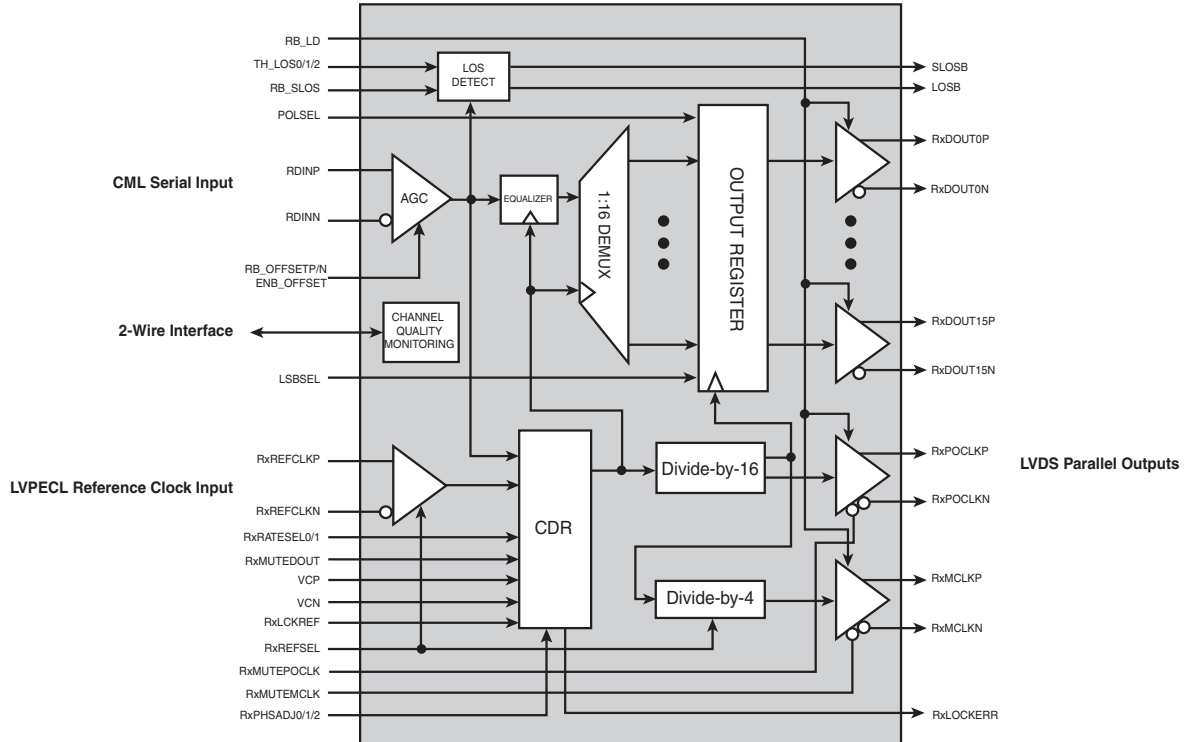 RB_LD
TH_LOS0/1/2
RB_SLOS
POLSEL
CML Serial Input
RDINP
RDINN
RB_OFFSETP/N
ENB_OFFSET
2-Wire Interface
LSBSEL
RxREFCLKP
LVPECL Reference Clock Input
RxREFCLKN
RxRATESEL0/1
RxMUTEDOUT
VCP
VCN
RxLCKREF
RxREFSEL
RxMUTEPOCLK
RxMUTEMCLK
RxPHSADJ0/1/2
LOS
DETECT
AGC
EQUALIZER
1:16 DEMUX
OUTPUT REGISTER
CHANNEL
QUALITY
MONITORING
CDR
Divide-by-16
Divide-by-4
SLOSB
LOSB
RxDOUT0P
RxDOUT0N
RxDOUT15P
RxDOUT15N
RxPOCLKP
LVDS Parallel Outputs
RxPOCLKN
RxMCLKP
RxMCLKN
RxLOCKERR